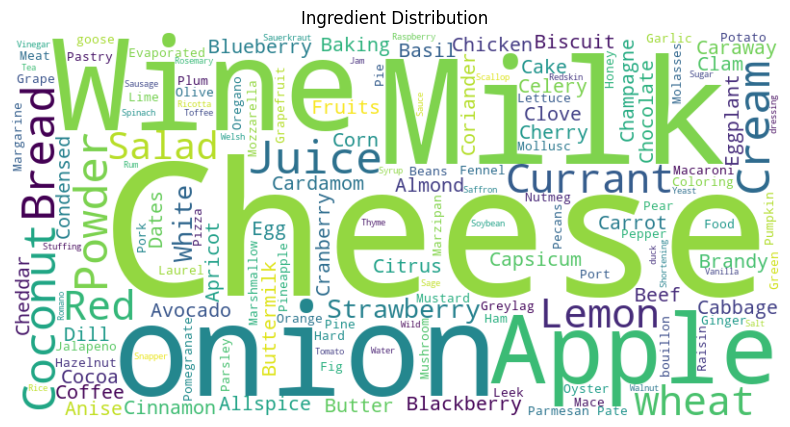 Ingredient Distribution
Wine
Milk
Cheese
onion
Apple
Juice
Currant
Cream
Bread
Powder
Coconut
Salad
Red
Lemon
wheat
Strawberry
White
Vinegar
Sauerkraut
Raspberry
Garlic
Potato
Meat
Pastry
Evaporated
goose
Blueberry
Baking
Basil
Chicken
Biscuit
Caraway
Tea
Rosemary
Grape
Plum
Sausage
Jam
Pie
Cake
Scallop
Redskin
Honey
Molasses
Clam
Margarine
Lime
Olive
Ricotta
Toffee
Spinach
Welsh
Oregano
Mozzarella
Grapefruit
Fruits
Sauce
Coriander
Celery
Lettuce
Clove
Cherry
Mollusc
Champagne
Chocolate
Sugar
Eggplant
dressing
Condensed
Rum
Corn
Syrup
Beans
Fennel
Macaroni
Coloring
Yeast
Cardamom
Almond
Saffron
Nutmeg
Pear
Pumpkin
Dates
Pork
Pizza
Thyme
Marzipan
Soybean
Pecans
Carrot
Pepper
Food
Stuffing
Egg
Cranberry
Citrus
Capsicum
Port
duck
Shortening
Vanilla
Brandy
Green
Cheddar
Romano
Laurel
Apricot
Marshmallow
Pineapple
Buttermilk
Sage
Avocado
Mustard
Greylag
Beef
Cabbage
Dill
Jalapeno
Orange
Pine
Wild
Ham
Ginger
Salt
Hazelnut
Pomegranate
Parsley
Hard
Tomato
Water
Mushroom
Bouillon
Raisin
Snapper
Cocoa
Fig
Leek
Oyster
Walnut
Rice
Coffee
Anise
Cinnamon
Allspice
Butter
Blackberry
Mace
Parmesan
Pate